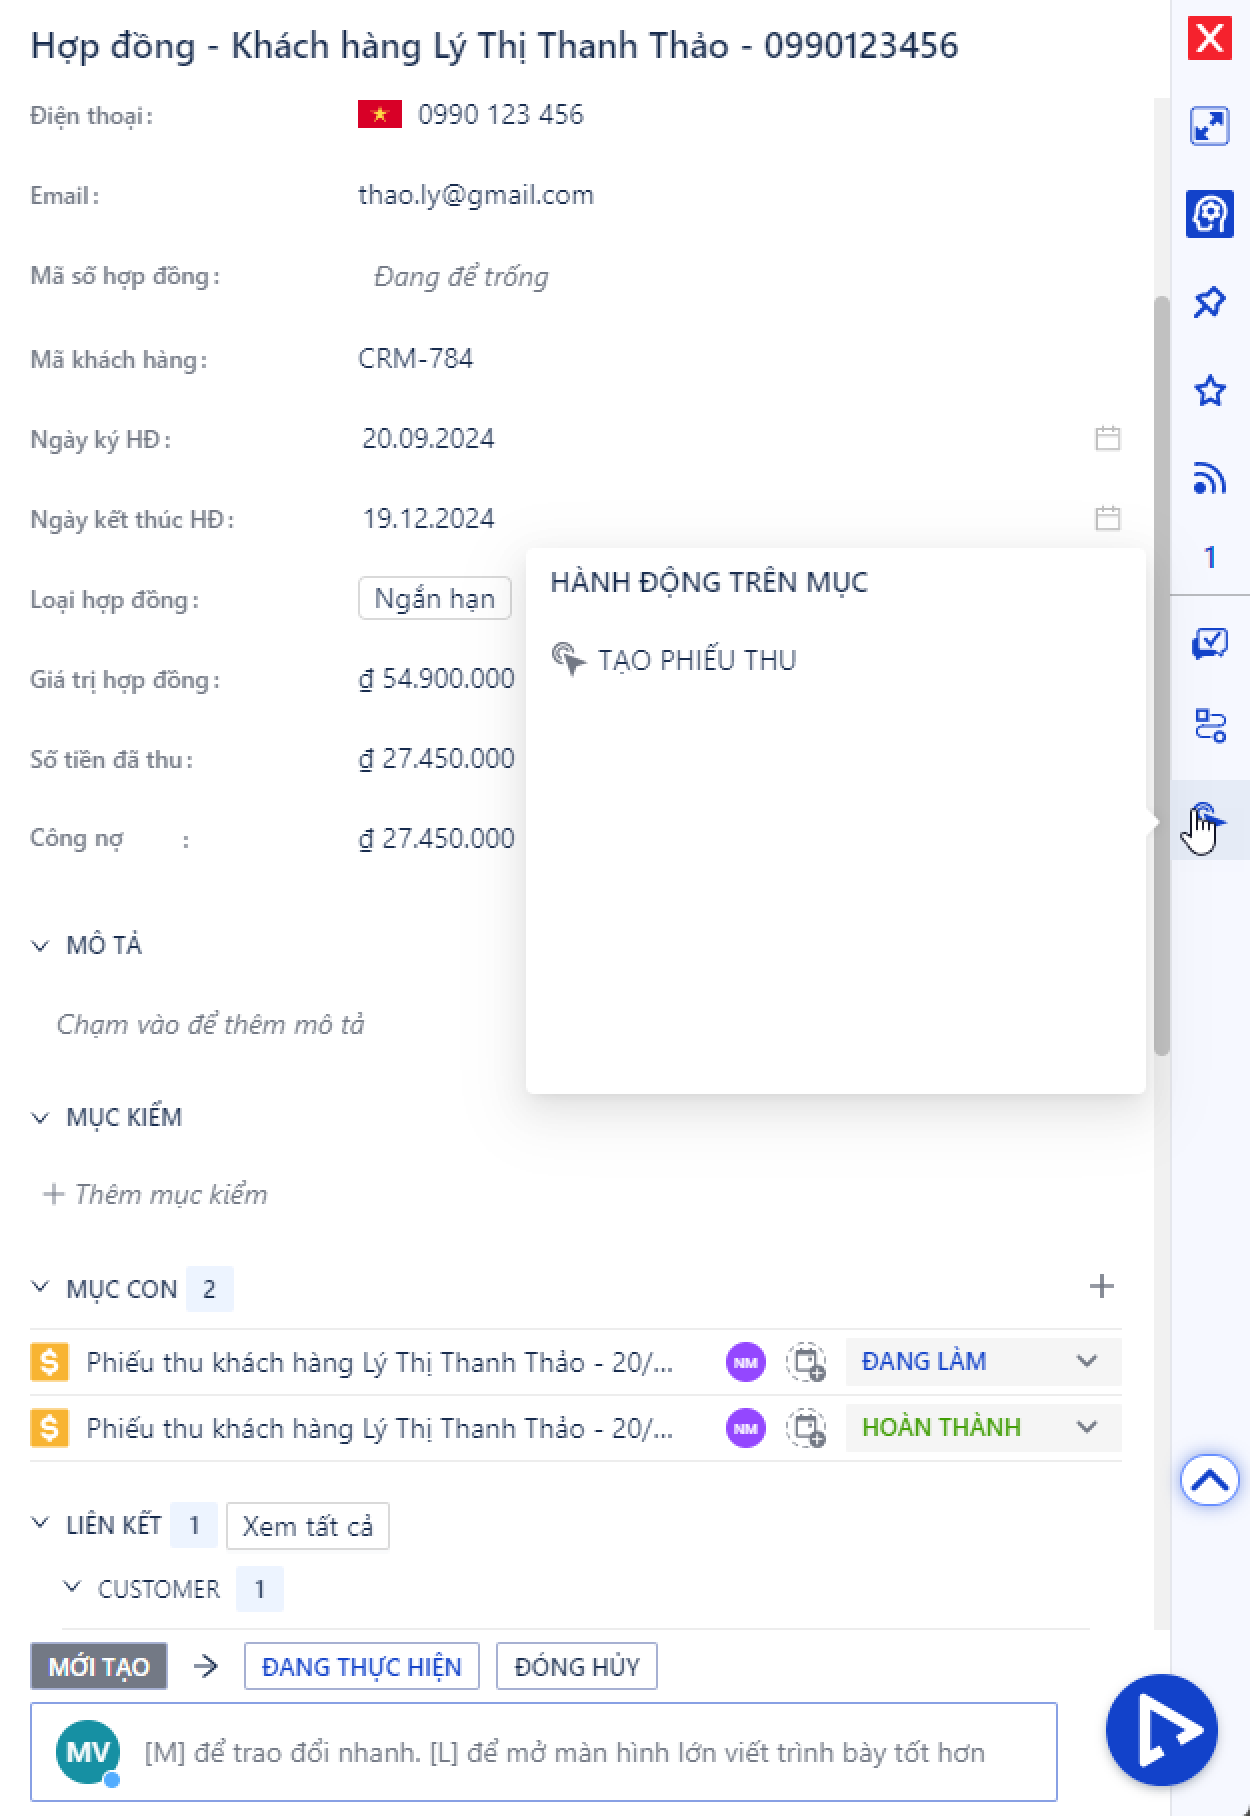 Hợp đồng - Khách hàng Lý Thị Thanh Thảo - 0990123456
Điện thoại: 0990 123 456
Email: thao.ly@gmail.com
Mã số hợp đồng: Đang để trống
Mã khách hàng: CRM-784
Ngày ký HĐ: 20.09.2024
Ngày kết thúc HĐ: 19.12.2024
Loại hợp đồng: Ngắn hạn
Giá trị hợp đồng: ₫ 54.900.000
Số tiền đã thu: ₫ 27.450.000
Công nợ : ₫ 27.450.000
HÀNH ĐỘNG TRÊN MỤC
TẠO PHIẾU THU
1
MÔ TẢ
Chạm vào để thêm mô tả
MỤC KIỂM
+ Thêm mục kiểm
MỤC CON 2
$ Phiếu thu khách hàng Lý Thị Thanh Thảo - 20/... NM ĐANG LÀM
$ Phiếu thu khách hàng Lý Thị Thanh Thảo - 20/... NM HOÀN THÀNH
LIÊN KẾT 1 Xem tất cả
CUSTOMER 1
MỚI TẠO → ĐANG THỰC HIỆN ĐÓNG HỦY
MV [M] để trao đổi nhanh. [L] để mở màn hình lớn viết trình bày tốt hơn